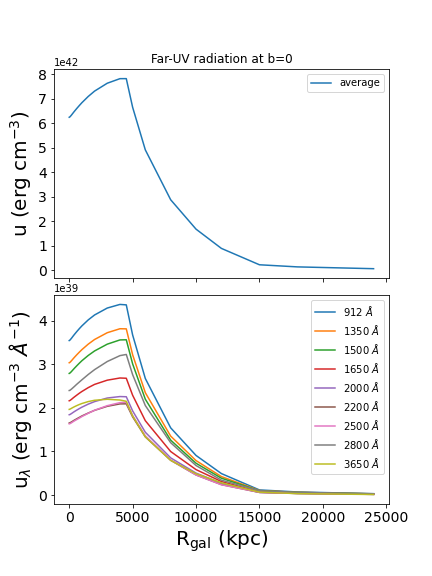 Far-UV radiation at b=0
1e42
8
7
6
5
4
3
2
1
0
u (erg cm⁻³)
average
1e39
4
3
2
1
0
u_λ (erg cm⁻³ Å⁻¹)
912 Å
1350 Å
1500 Å
1650 Å
2000 Å
2200 Å
2500 Å
2800 Å
3650 Å
0 5000 10000 15000 20000 25000
R_gal (kpc)